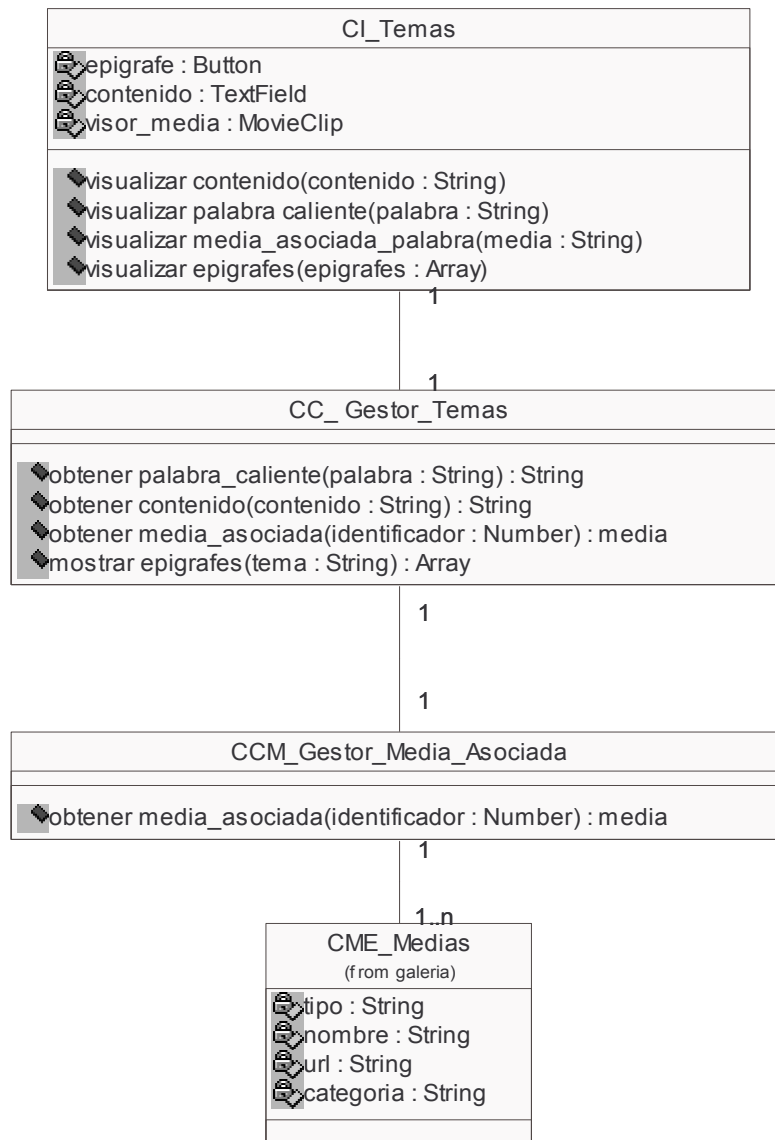 CI_Temas
epigrafe : Button
contenido : TextField
visor_media : MovieClip
visualizar contenido(contenido : String)
visualizar palabra caliente(palabra : String)
visualizar media_asociada_palabra(media : String)
visualizar epigrafes(epigrafes : Array)
1
1
CC_ Gestor_Temas
obtener palabra_caliente(palabra : String) : String
obtener contenido(contenido : String) : String
obtener media_asociada(identificador : Number) : media
mostrar epigrafes(tema : String) : Array
1
1
CCM_Gestor_Media_Asociada
obtener media_asociada(identificador : Number) : media
1
1..n
CME_Medias
(from galeria)
tipo : String
nombre : String
url : String
categoria : String